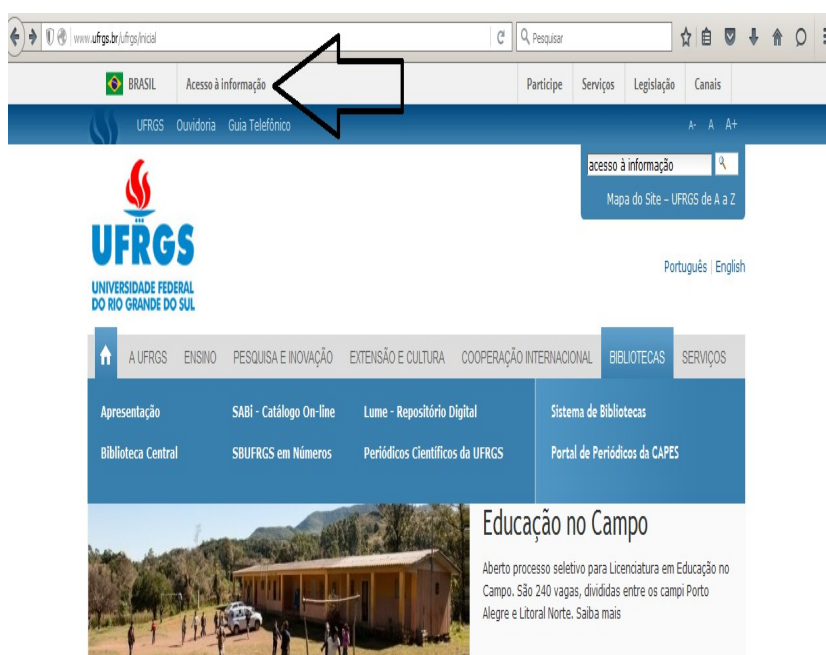 www.ufrgs.br/ufrgs/inicial
Pesquisar
BRASIL Acesso à informação Participe Serviços Legislação Canais
UFRGS Ouvidoria Guia Telefônico A- A A+
acesso à informação
Mapa do Site – UFRGS de A a Z
UFRGS
UNIVERSIDADE FEDERAL
DO RIO GRANDE DO SUL
Português | English
A UFRGS ENSINO PESQUISA E INOVAÇÃO EXTENSÃO E CULTURA COOPERAÇÃO INTERNACIONAL BIBLIOTECAS SERVIÇOS
Apresentação SABi - Catálogo On-line Lume - Repositório Digital Sistema de Bibliotecas
Biblioteca Central SBUFRGS em Números Periódicos Científicos da UFRGS Portal de Periódicos da CAPES
Educação no Campo
Aberto processo seletivo para Licenciatura em Educação no
Campo. São 240 vagas, divididas entre os campi Porto
Alegre e Litoral Norte. Saiba mais